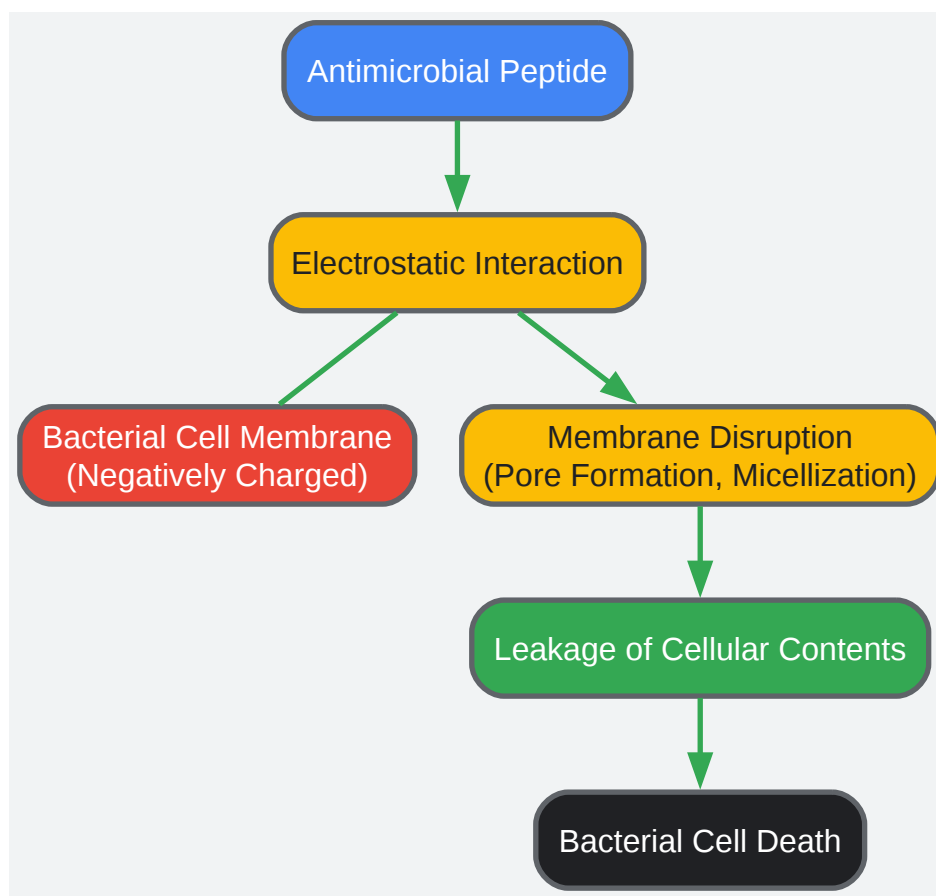 Antimicrobial Peptide
Electrostatic Interaction
Bacterial Cell Membrane
(Negatively Charged)
Membrane Disruption
(Pore Formation, Micellization)
Leakage of Cellular Contents
Bacterial Cell Death